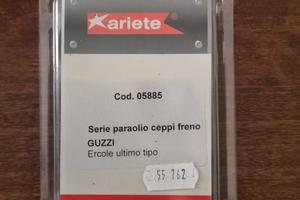 ariete
Cod. 05885
Serie paraolio ceppi freno
GUZZI
Ercole ultimo tipo
55 762